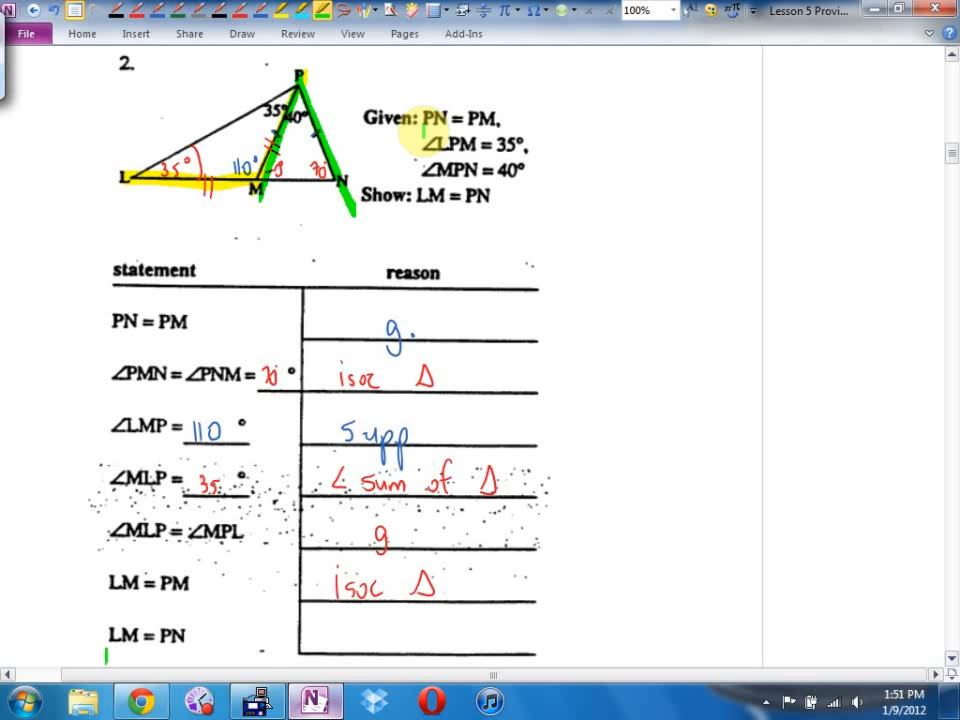 100%
Lesson 5 Provi...
File Home Insert Share Draw Review View Pages Add-Ins
2.
P
35° 40°
Given: PN = PM,
∠LPM = 35°,
L 35° 110° 70° N
∠MPN = 40°
M
Show: LM = PN
statement reason
PN = PM g.
∠PMN = ∠PNM = 70° isoc Δ
∠LMP = 110° supp
∠MLP = 35° ∠ sum of Δ
∠MLP = ∠MPL g
LM = PM isoc Δ
LM = PN
1:51 PM
1/9/2012